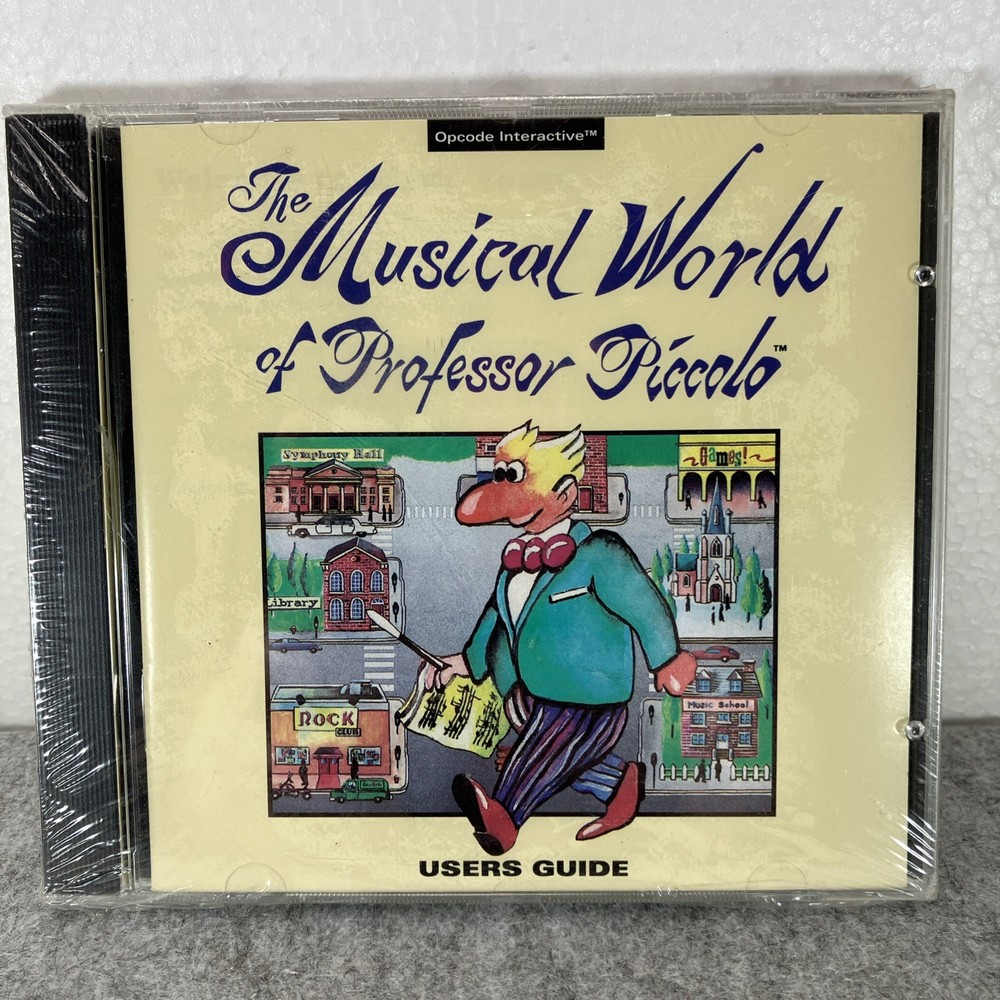 Opcode Interactive™
The Musical World
of Professor Piccolo™
Symphony Hall
~Games!~
Library
ROCK
CLUB
Music School
USERS GUIDE